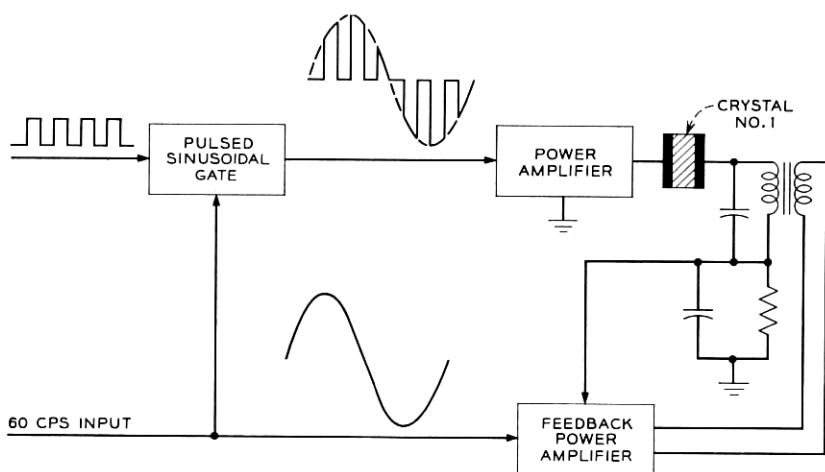 CRYSTAL
NO.1
PULSED
SINUSOIDAL
GATE
POWER
AMPLIFIER
60 CPS INPUT
FEEDBACK
POWER
AMPLIFIER